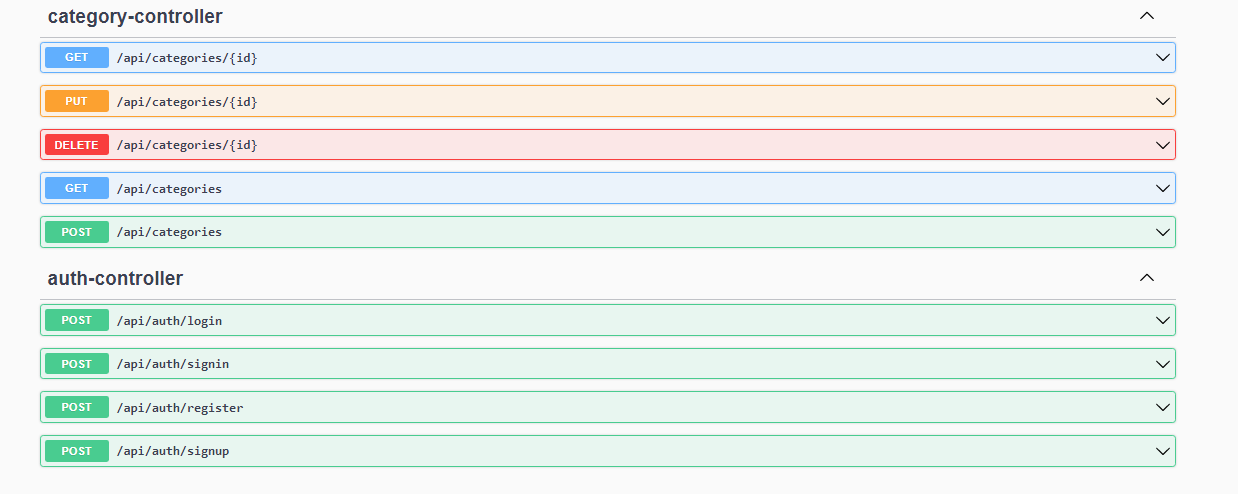 category-controller
GET /api/categories/{id}
PUT /api/categories/{id}
DELETE /api/categories/{id}
GET /api/categories
POST /api/categories
auth-controller
POST /api/auth/login
POST /api/auth/signin
POST /api/auth/register
POST /api/auth/signup